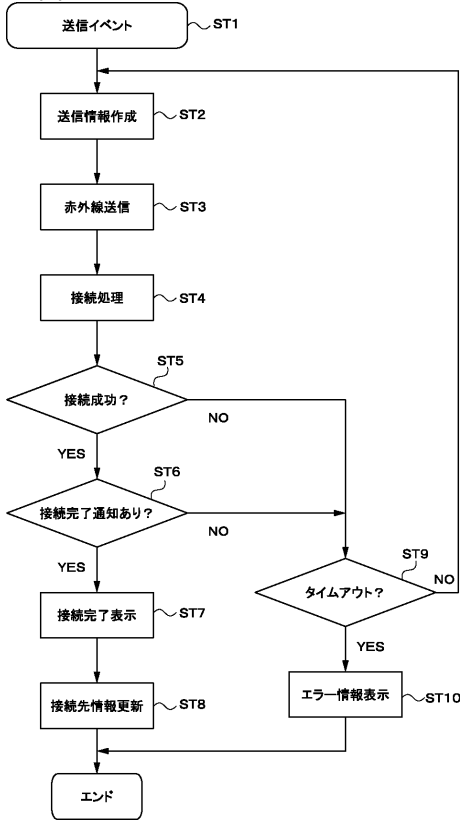 送信イベント ST1
送信情報作成 ST2
赤外線送信 ST3
接続処理 ST4
ST5
接続成功？
NO
YES
ST6
接続完了通知あり？
NO
YES
ST9
タイムアウト？
NO
YES
接続完了表示 ST7
エラー情報表示 ST10
接続先情報更新 ST8
エンド